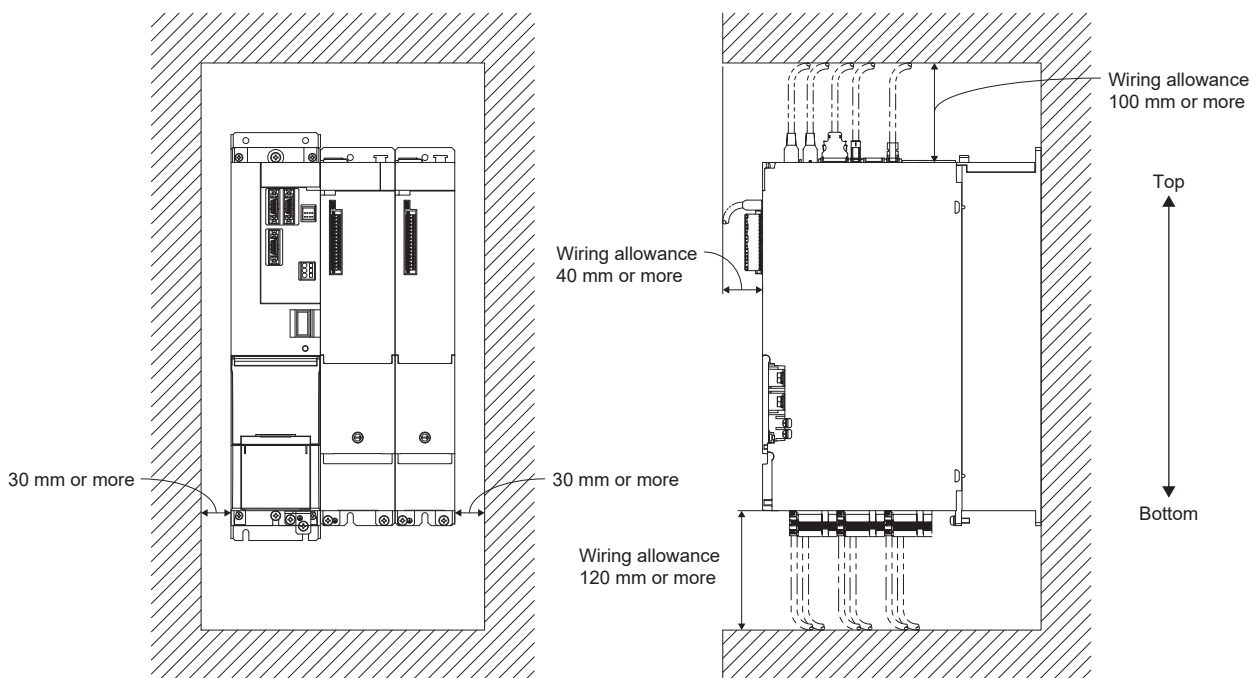 Wiring allowance
100 mm or more
Top
Wiring allowance
40 mm or more
30 mm or more
30 mm or more
Bottom
Wiring allowance
120 mm or more